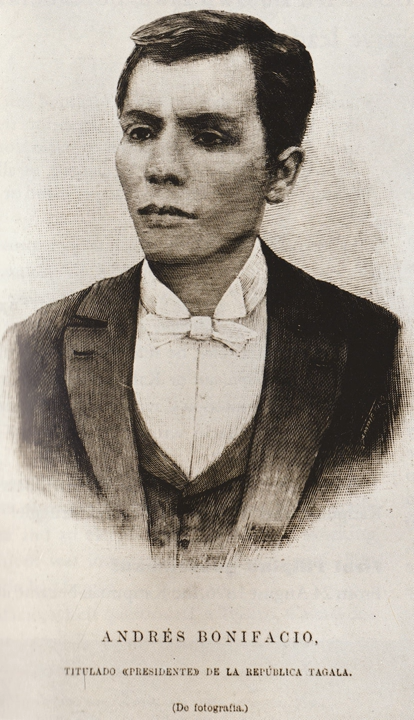 ANDRÉS BONIFACIO,
TITULADO «PRESIDENTE» DE LA REPÚBLICA TAGALA.
(De fotografía.)